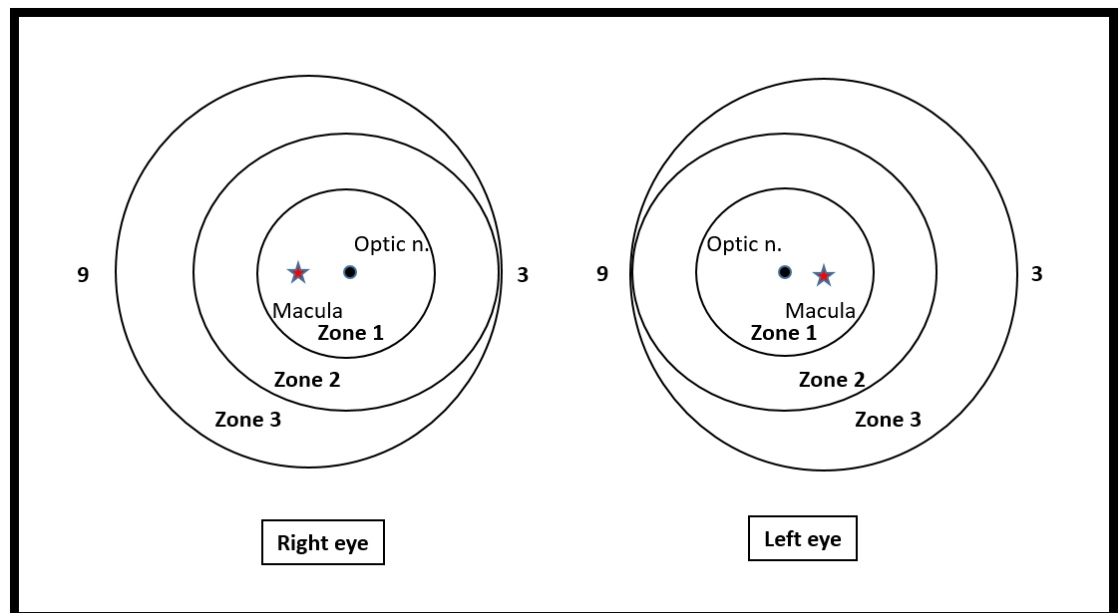 Optic n.
Macula
Zone 1
Zone 2
Zone 3
9
3
Right eye
Optic n.
Macula
Zone 1
Zone 2
Zone 3
9
3
Left eye